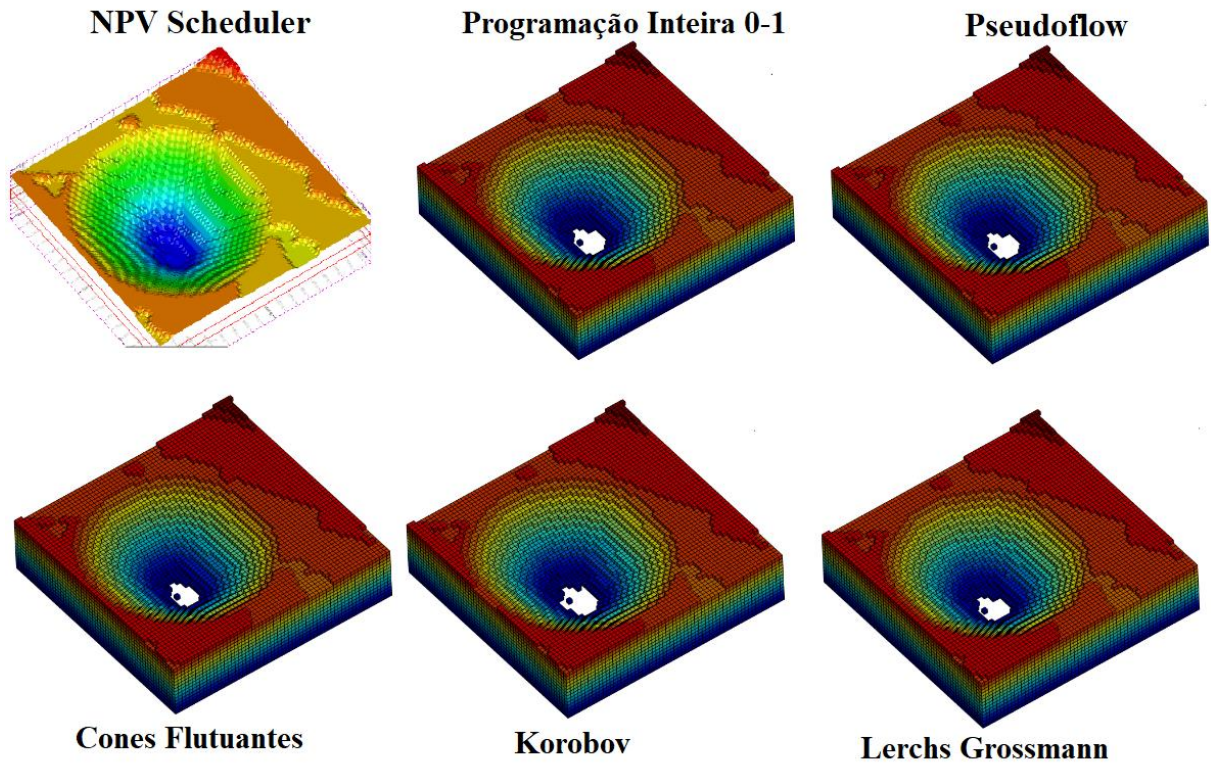 NPV Scheduler
Programação Inteira 0-1
Pseudoflow
Cones Flutuantes
Korobov
Lerchs Grossmann